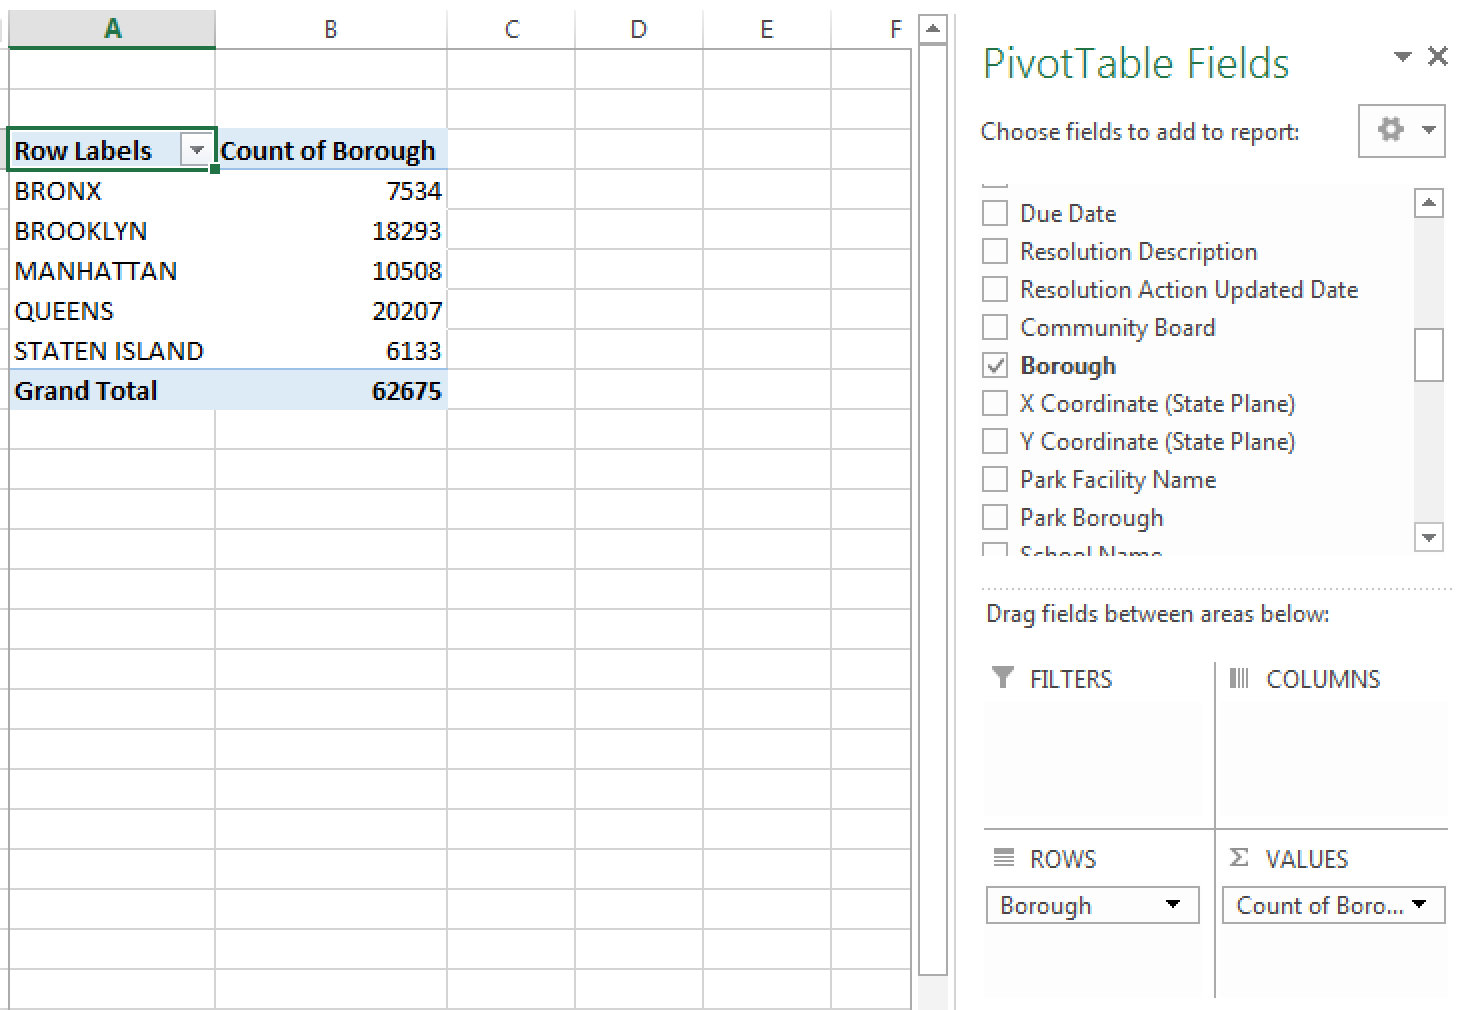 A B C D E F
Row Labels Count of Borough
BRONX 7534
BROOKLYN 18293
MANHATTAN 10508
QUEENS 20207
STATEN ISLAND 6133
Grand Total 62675
PivotTable Fields
Choose fields to add to report:
Due Date
Resolution Description
Resolution Action Updated Date
Community Board
Borough
X Coordinate (State Plane)
Y Coordinate (State Plane)
Park Facility Name
Park Borough
School Name
Drag fields between areas below:
FILTERS COLUMNS
ROWS Σ VALUES
Borough Count of Boro...